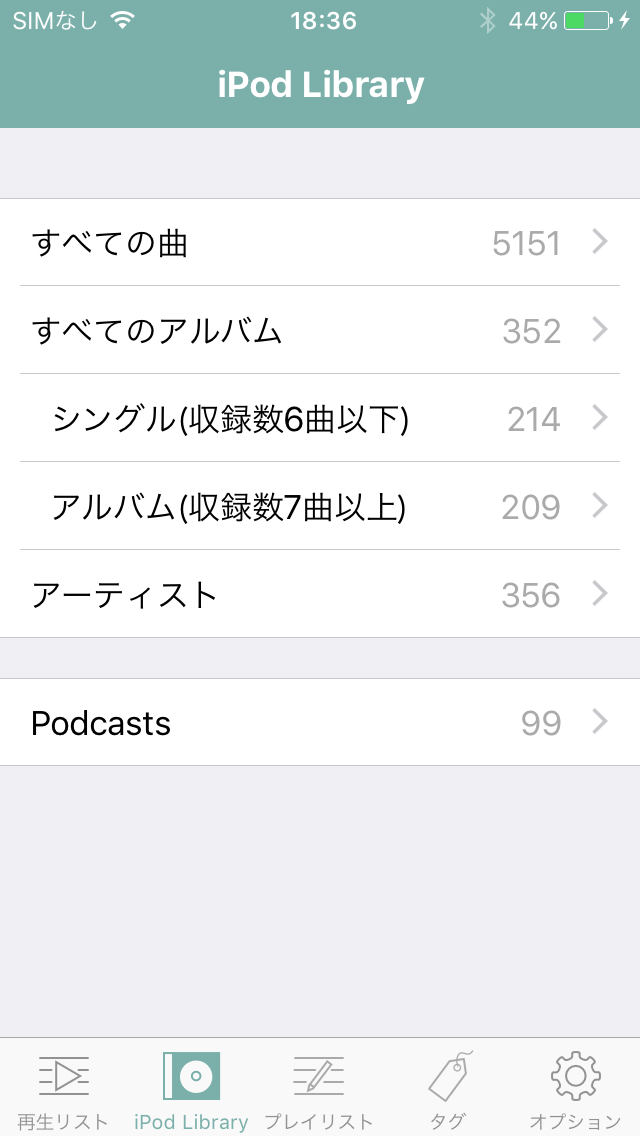 SIMなし 18:36 44%
iPod Library
すべての曲 5151
すべてのアルバム 352
シングル(収録数6曲以下) 214
アルバム(収録数7曲以上) 209
アーティスト 356
Podcasts 99
再生リスト iPod Library プレイリスト タグ オプション